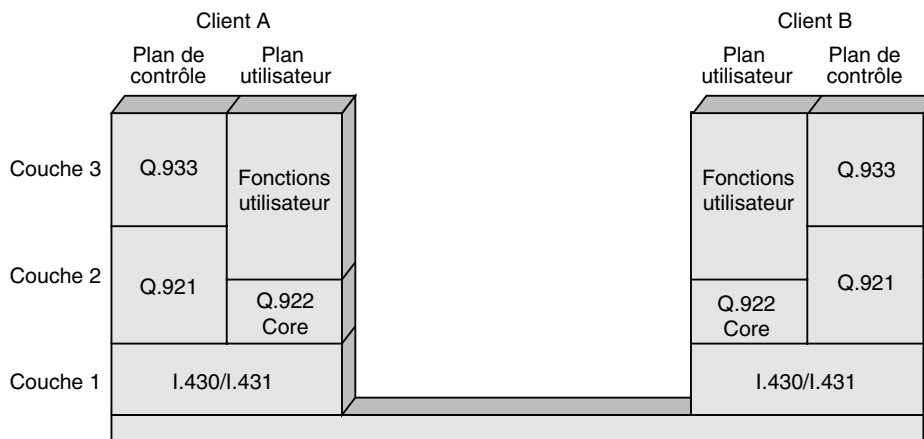 Client A
Client B
Plan de
contrôle
Plan
utilisateur
Plan
utilisateur
Plan de
contrôle
Couche 3
Q.933
Fonctions
utilisateur
Fonctions
utilisateur
Q.933
Couche 2
Q.921
Q.922
Core
Q.922
Core
Q.921
Couche 1
I.430/I.431
I.430/I.431